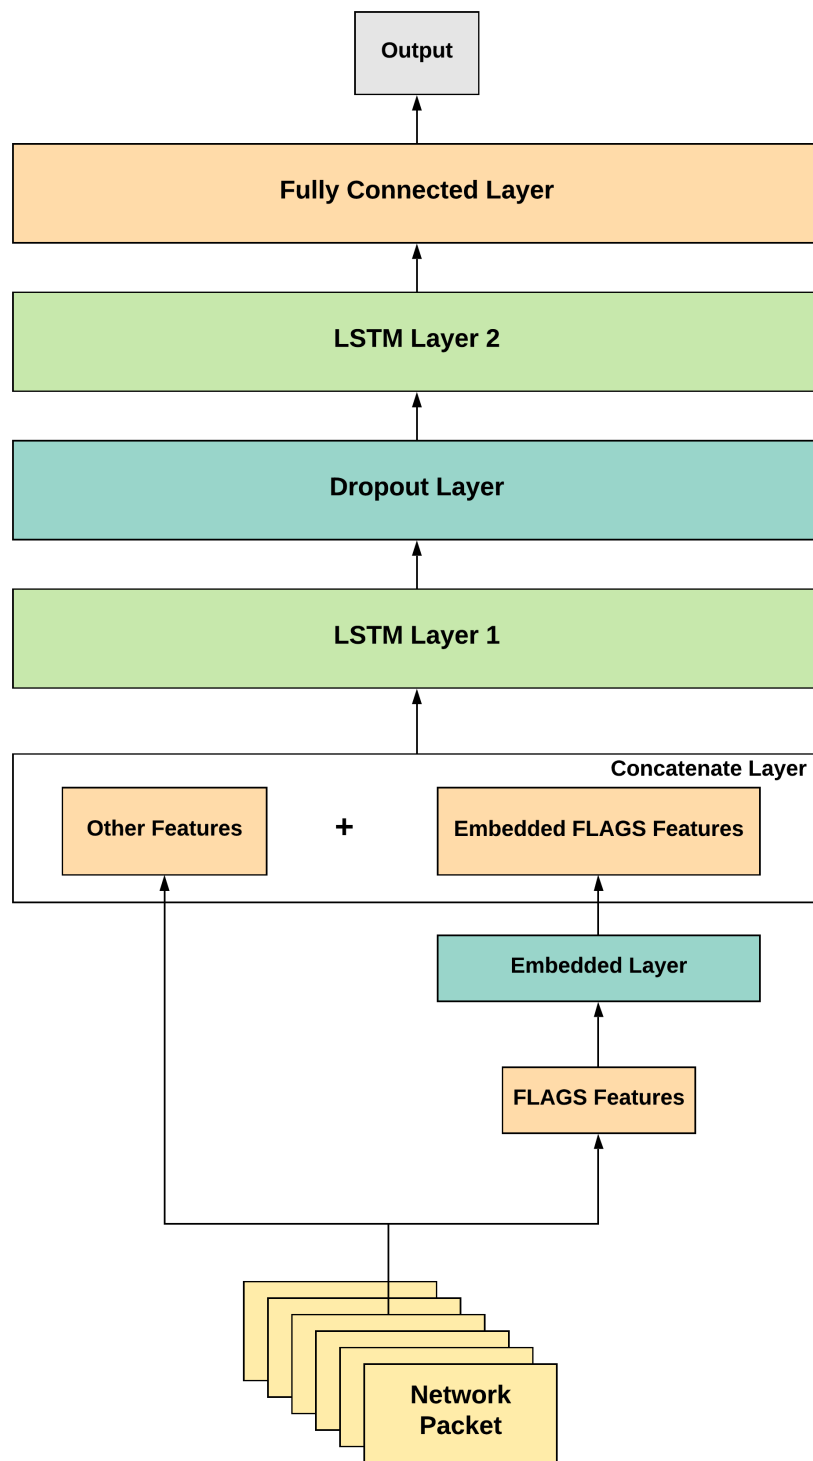 Output
Fully Connected Layer
LSTM Layer 2
Dropout Layer
LSTM Layer 1
Concatenate Layer
Other Features
+
Embedded FLAGS Features
Embedded Layer
FLAGS Features
Network
Packet